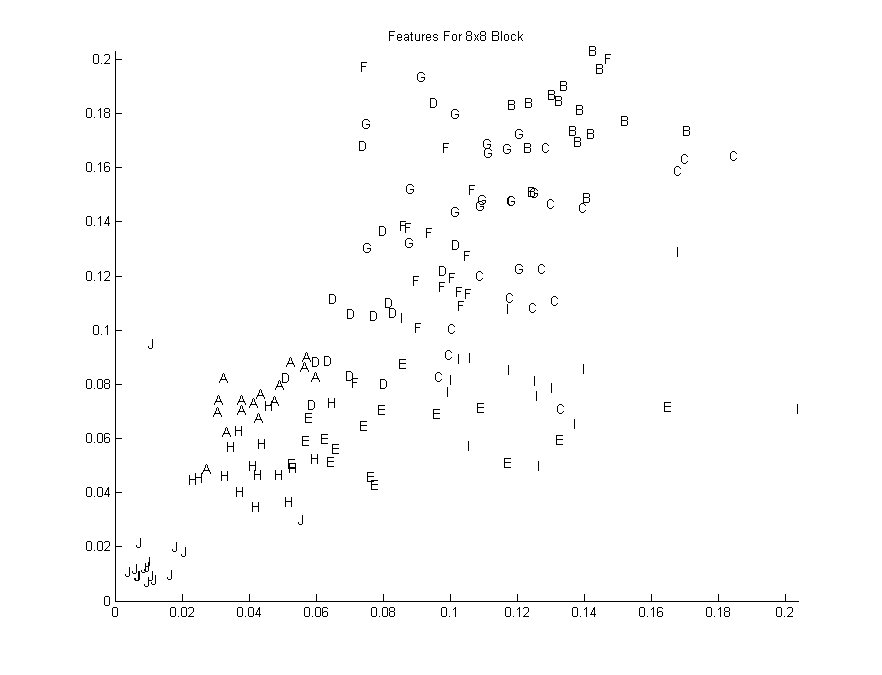 Features For 8x8 Block
0.2
0.18
0.16
0.14
0.12
0.1
0.08
0.06
0.04
0.02
0
0 0.02 0.04 0.06 0.08 0.1 0.12 0.14 0.16 0.18 0.2
B
F G
F B
G B
B
D B B B B
G B
G B
F D G B B B
G G B C
F G C C
C
G F
G G G B B B
G C C
F F F D
D G G D
F
I
D F C G C
F F F F
D D D F C C C
D D D I I
F C
J
A A D D C I I
A E
D I I
A A D D F D C I I I
A A A I I
A A A A H D H E E E C E I
A A E
A H E I
H H E E E I
A H E E H E E
H H H H H E I
E
H H
H
J
J J J